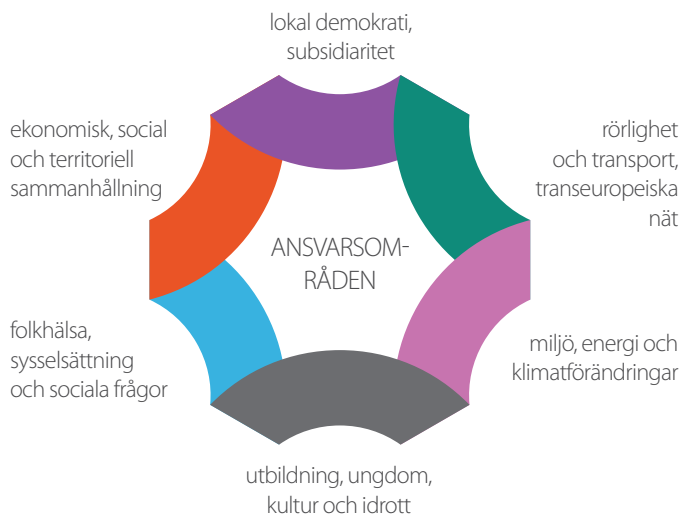 lokal demokrati,
subsidiaritet
ekonomisk, social
och territoriell
sammanhållning
rörlighet
och transport,
transeuropeiska
nät
ANSVARSOM-
RÅDEN
folkhälsa,
sysselsättning
och sociala frågor
miljö, energi och
klimatförändringar
utbildning, ungdom,
kultur och idrott